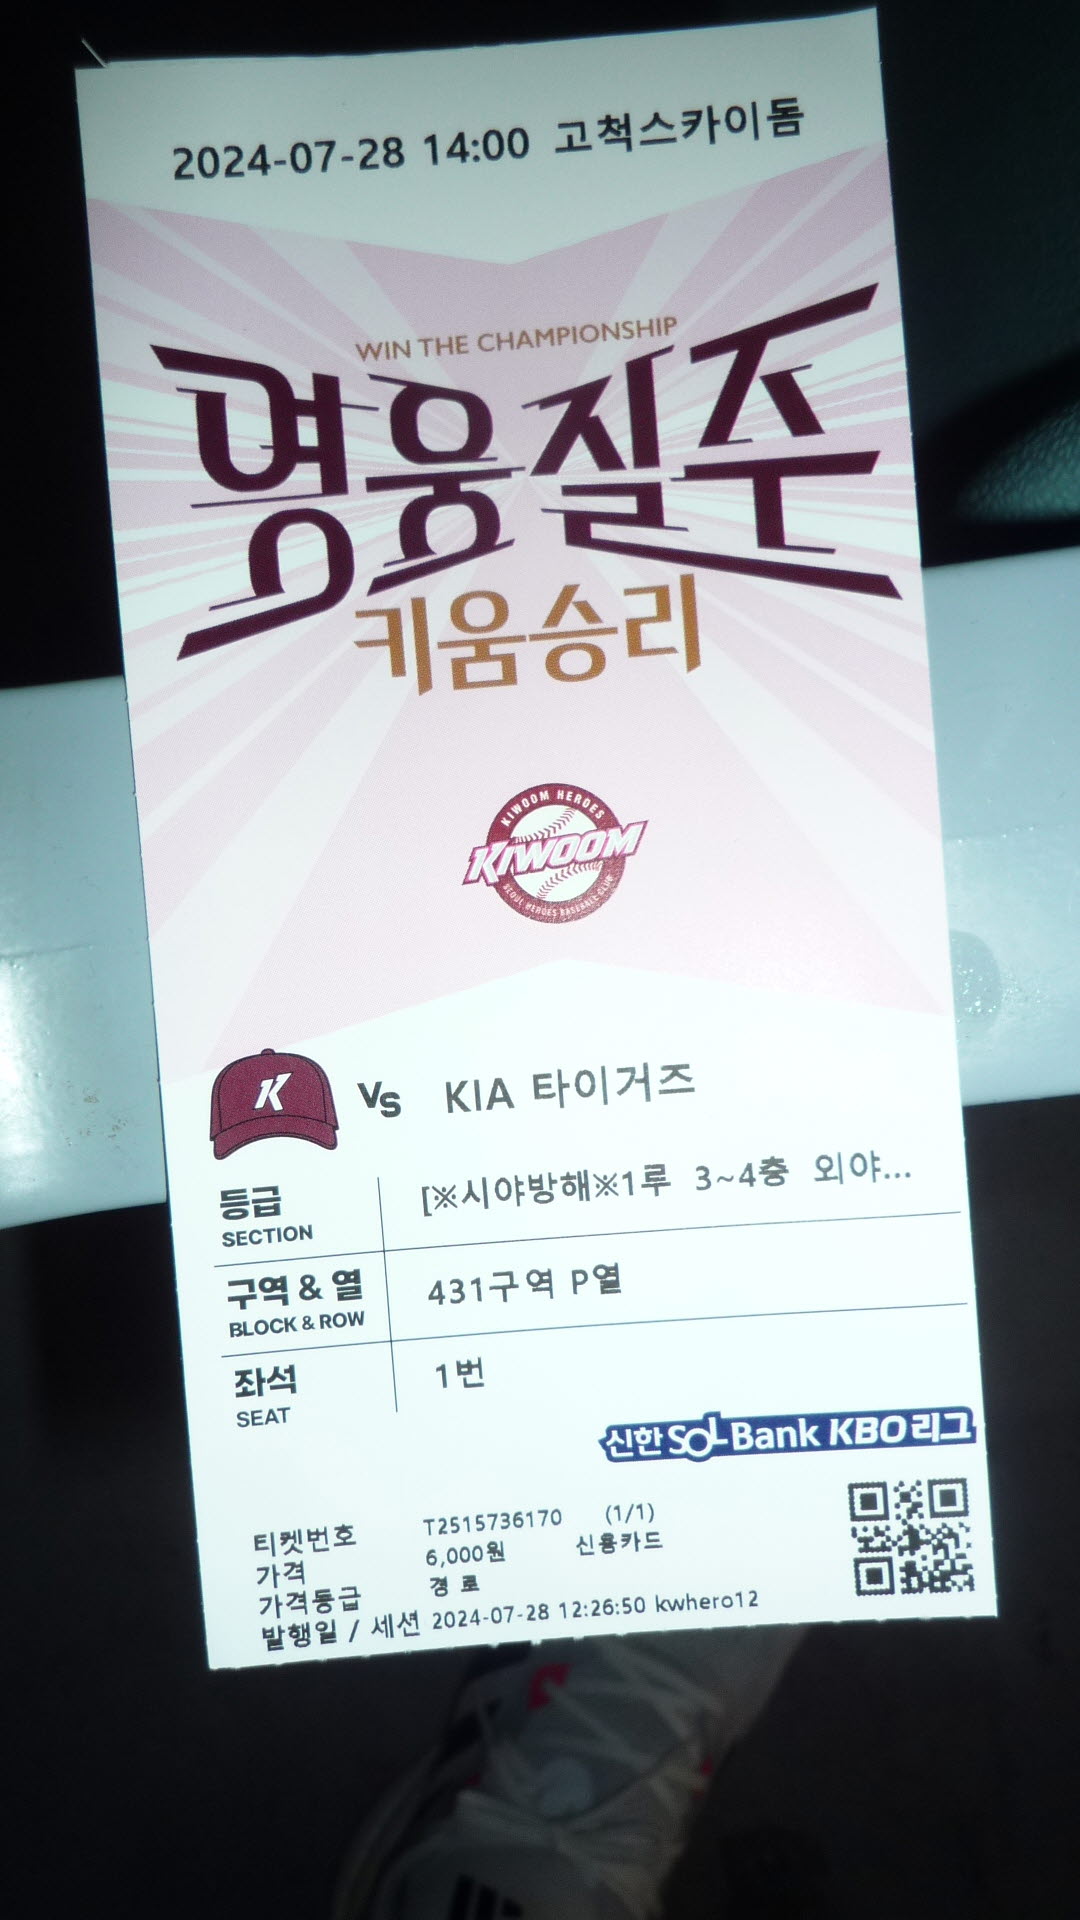 2024-07-28 14:00 고척스카이돔
WIN THE CHAMPIONSHIP
영웅질주
키움승리
KIWOOM HEROES
KIWOOM
SEOUL HEROES BASEBALL CLUB
K VS KIA 타이거즈
등급 [※시야방해※1루 3~4층 외야...
SECTION
구역 & 열 431구역 P열
BLOCK & ROW
좌석 1번
SEAT
신한 SOL Bank KBO 리그
티켓번호 T2515736170 (1/1)
가격 6,000원 신용카드
가격등급 경로
발행일 / 세션 2024-07-28 12:26:50 kwhero12